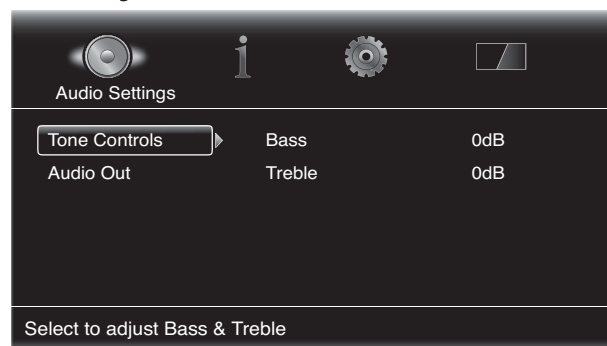 Audio Settings
Tone Controls Bass 0dB
Audio Out Treble 0dB
Select to adjust Bass & Treble